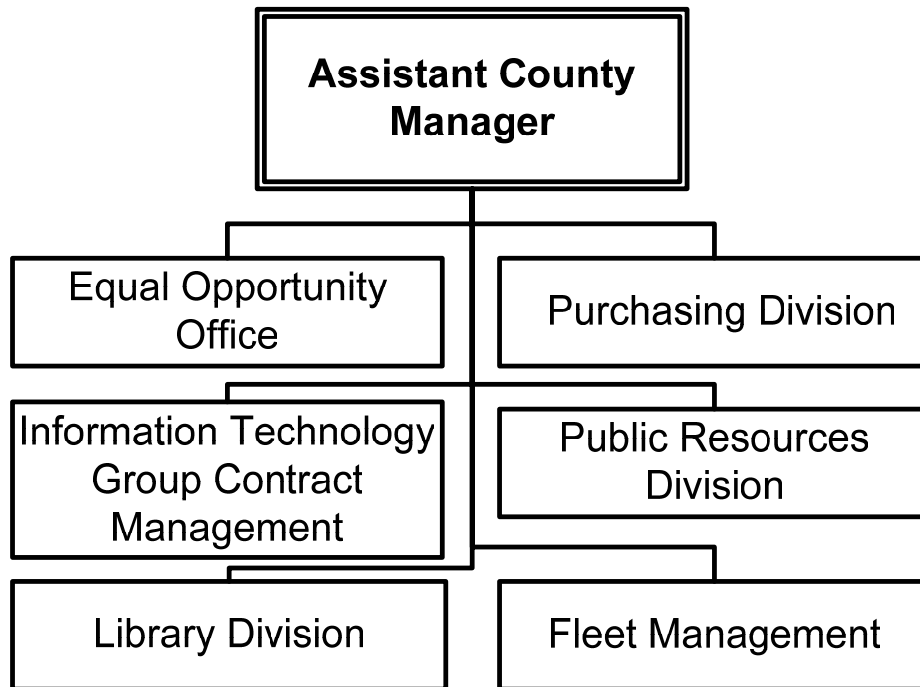 Assistant County
Manager
Equal Opportunity
Office
Purchasing Division
Information Technology
Group Contract
Management
Public Resources
Division
Library Division
Fleet Management